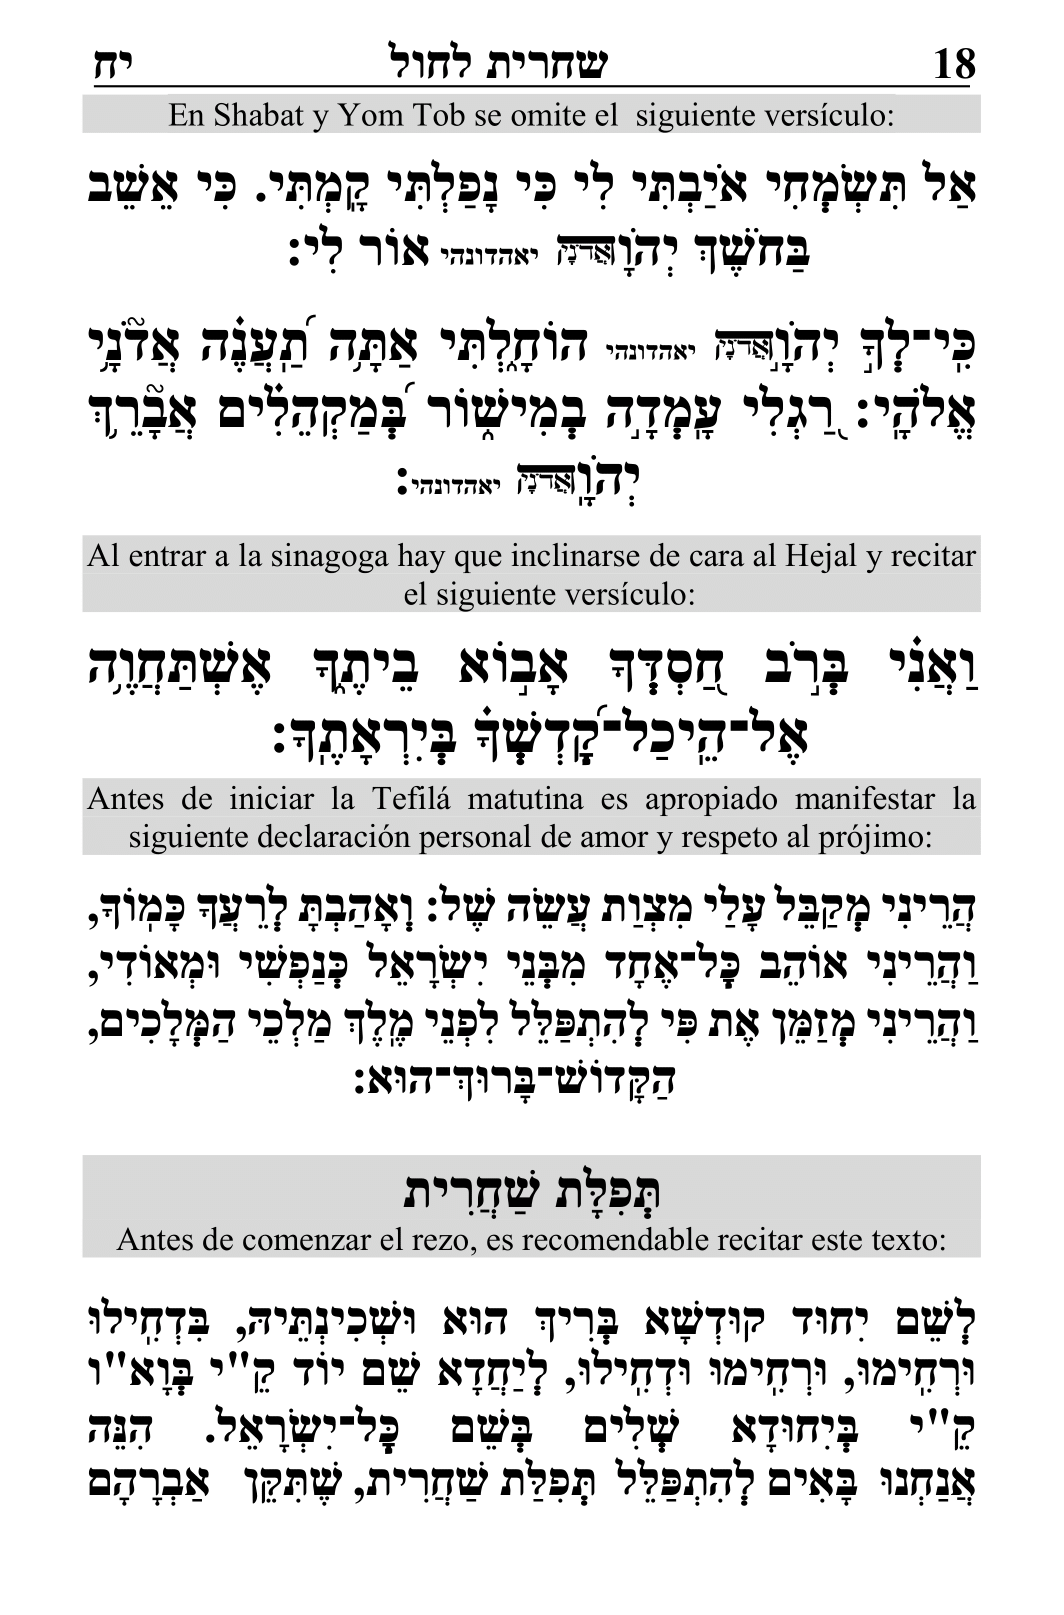 18 שחרית לחול יח
En Shabat y Yom Tob se omite el siguiente versículo:
אַל תִּשְׂמְחִי אֹיַבְתִּי לִי כִּי נָפַלְתִּי קָמְתִּי. כִּי אֵשֵׁב
בַּחֹשֶׁךְ יְהֹוָה אֲדֹנָי יאהדונהי אוֹר לִי:
כִּי־לְךָ֣ יְהֹוָ֣ה אֲדֹנָי יאהדונהי הוֹחָ֑לְתִּי אַתָּ֥ה תַ֝עֲנֶ֗ה אֲדֹנָ֥י
אֱלֹהָֽי: רַ֭גְלִי עָֽמְדָ֣ה בְמִישׁ֑וֹר בְּ֝מַקְהֵלִ֗ים אֲבָרֵ֥ךְ
יְהֹוָֽה אֲדֹנָי יאהדונהי:
Al entrar a la sinagoga hay que inclinarse de cara al Hejal y recitar
el siguiente versículo:
וַאֲנִ֗י בְּרֹ֣ב חַ֭סְדְּךָ אָב֣וֹא בֵיתֶ֑ךָ אֶשְׁתַּחֲוֶ֥ה
אֶל־הֵֽיכַל־קָ֝דְשְׁךָ֗ בְּיִרְאָתֶֽךָ:
Antes de iniciar la Tefilá matutina es apropiado manifestar la
siguiente declaración personal de amor y respeto al prójimo:
הֲרֵינִי מְקַבֵּל עָלַי מִצְוַת עֲשֵׂה שֶׁל: וְאָהַבְתָּ לְרֵעֲךָ כָּמוֹךָ,
וַהֲרֵינִי אוֹהֵב כָּל־אֶחָד מִבְּנֵי יִשְׂרָאֵל כְּנַפְשִׁי וּמְאוֹדִי,
וַהֲרֵינִי מְזַמֵּן אֶת פִּי לְהִתְפַּלֵּל לִפְנֵי מֶלֶךְ מַלְכֵי הַמְּלָכִים,
הַקָּדוֹשׁ־בָּרוּךְ־הוּא:
תְּפִלָּת שַׁחֲרִית
Antes de comenzar el rezo, es recomendable recitar este texto:
לְשֵׁם יִחוּד קוּדְשָׁא בְּרִיךְ הוּא וּשְׁכִינְתֵּיהּ, בִּדְחִילוּ
וּרְחִימוּ, וּרְחִימוּ וּדְחִילוּ, לְיַחֲדָא שֵׁם יוֹד קֵ"י בְּוָא"ו
קֵ"י בְּיִחוּדָא שְׁלִים בְּשֵׁם כָּל־יִשְׂרָאֵל. הִנֵּה
אֲנַחְנוּ בָּאִים לְהִתְפַּלֵּל תְּפִלַּת שַׁחֲרִית, שֶׁתִּקֵּן אַבְרָהָם